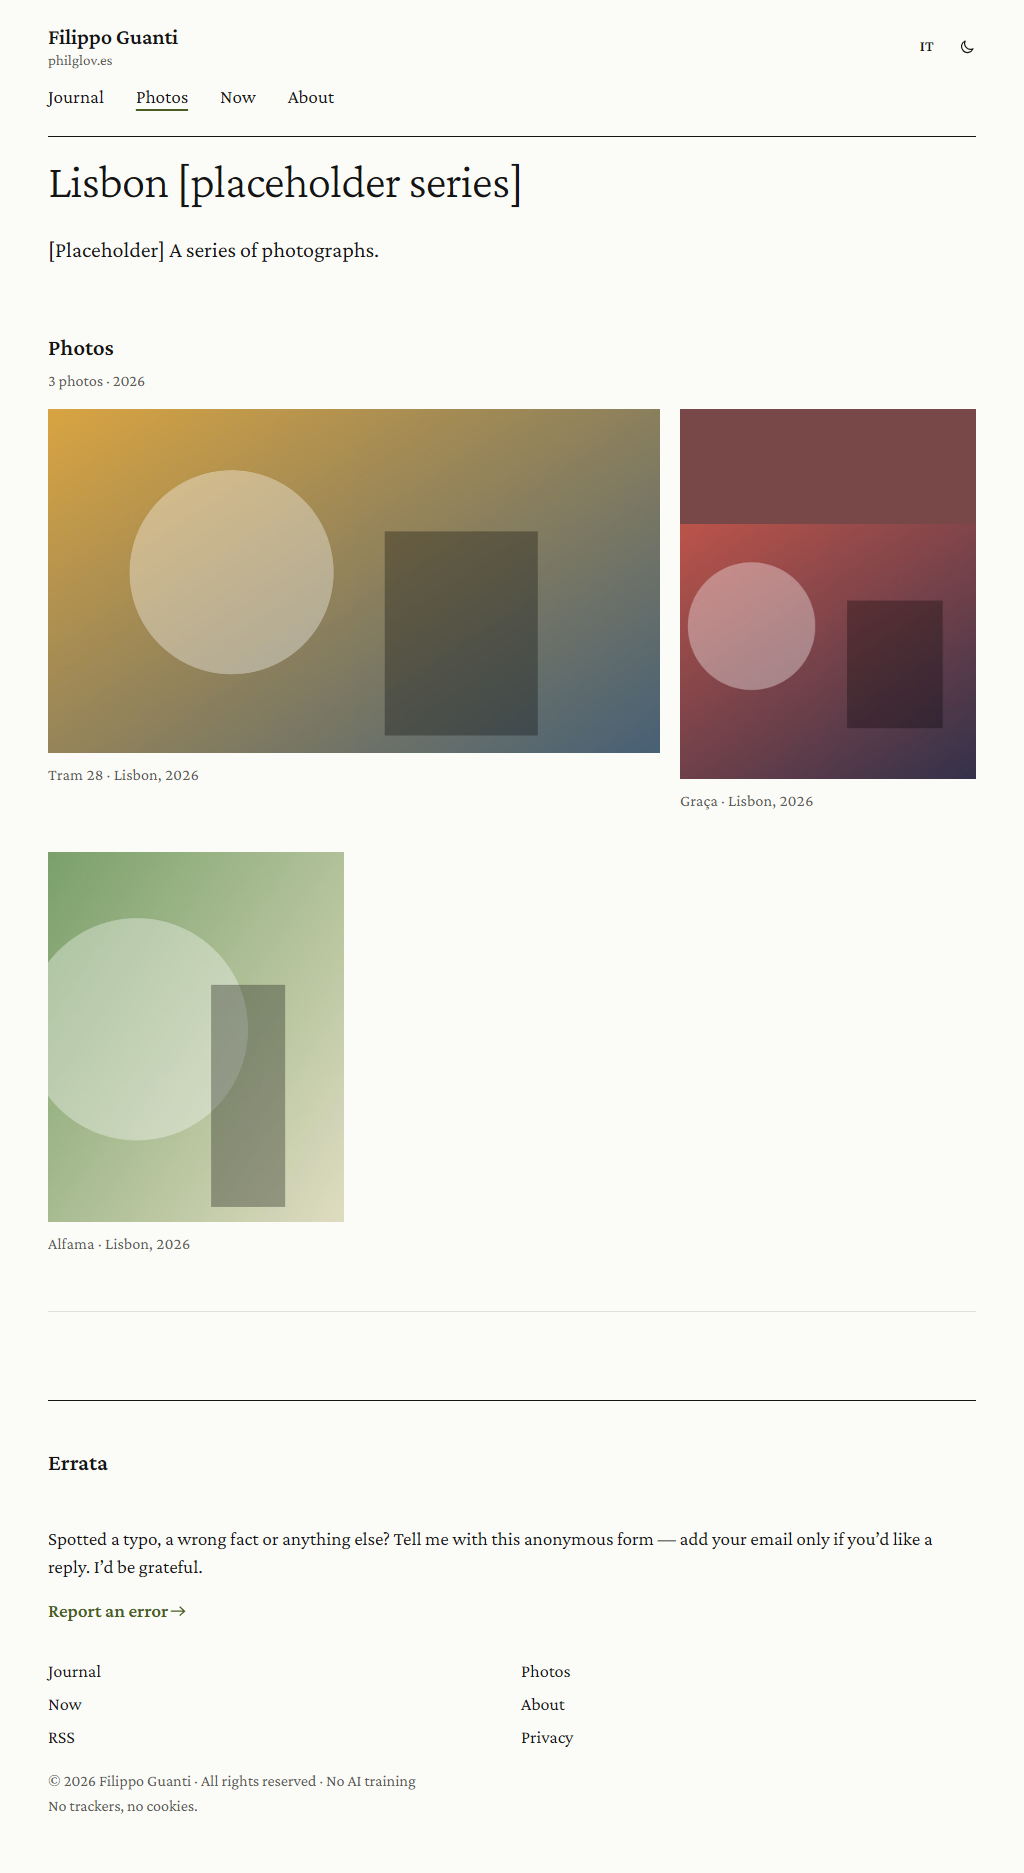 Filippo Guanti
philglov.es
IT
Journal Photos Now About
Lisbon [placeholder series]
[Placeholder] A series of photographs.
Photos
3 photos · 2026
Tram 28 · Lisbon, 2026
Graça · Lisbon, 2026
Alfama · Lisbon, 2026
Errata
Spotted a typo, a wrong fact or anything else? Tell me with this anonymous form — add your email only if you’d like a
reply. I’d be grateful.
Report an error→
Journal Photos
Now About
RSS Privacy
© 2026 Filippo Guanti · All rights reserved · No AI training
No trackers, no cookies.